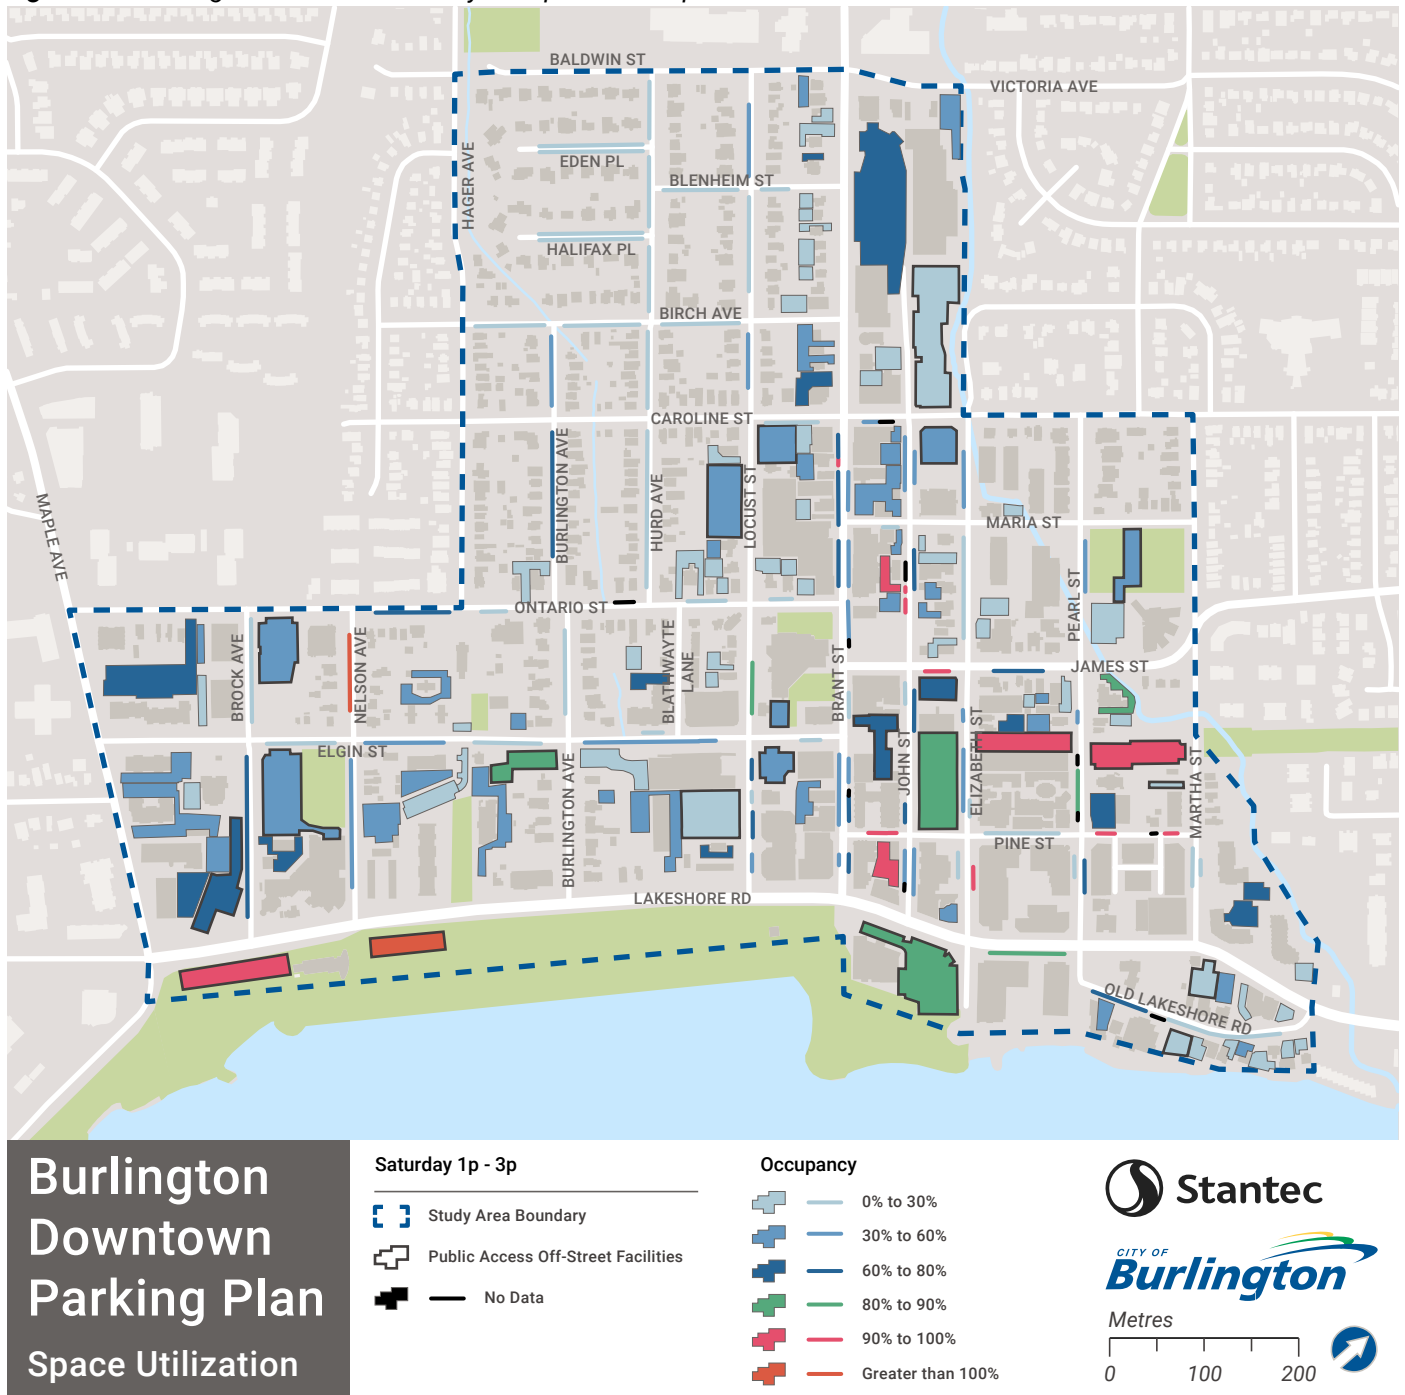 BALDWIN ST
VICTORIA AVE
HAGER AVE
EDEN PL
BLENHEIM ST
HALIFAX PL
BIRCH AVE
CAROLINE ST
MAPLE AVE
BURLINGTON AVE
HURD AVE
LOCUST ST
MARIA ST
ONTARIO ST
PEARL ST
BROCK AVE
NELSON AVE
BLATHWAYTE
LANE
BRANT ST
JAMES ST
ELGIN ST
JOHN ST
ELIZABETH ST
MARTHA ST
BURLINGTON AVE
PINE ST
LAKESHORE RD
OLD LAKESHORE RD
Burlington
Downtown
Parking Plan
Space Utilization
Saturday 1p - 3p
Study Area Boundary
Public Access Off-Street Facilities
No Data
Occupancy
0% to 30%
30% to 60%
60% to 80%
80% to 90%
90% to 100%
Greater than 100%
Stantec
CITY OF
Burlington
Metres
0 100 200